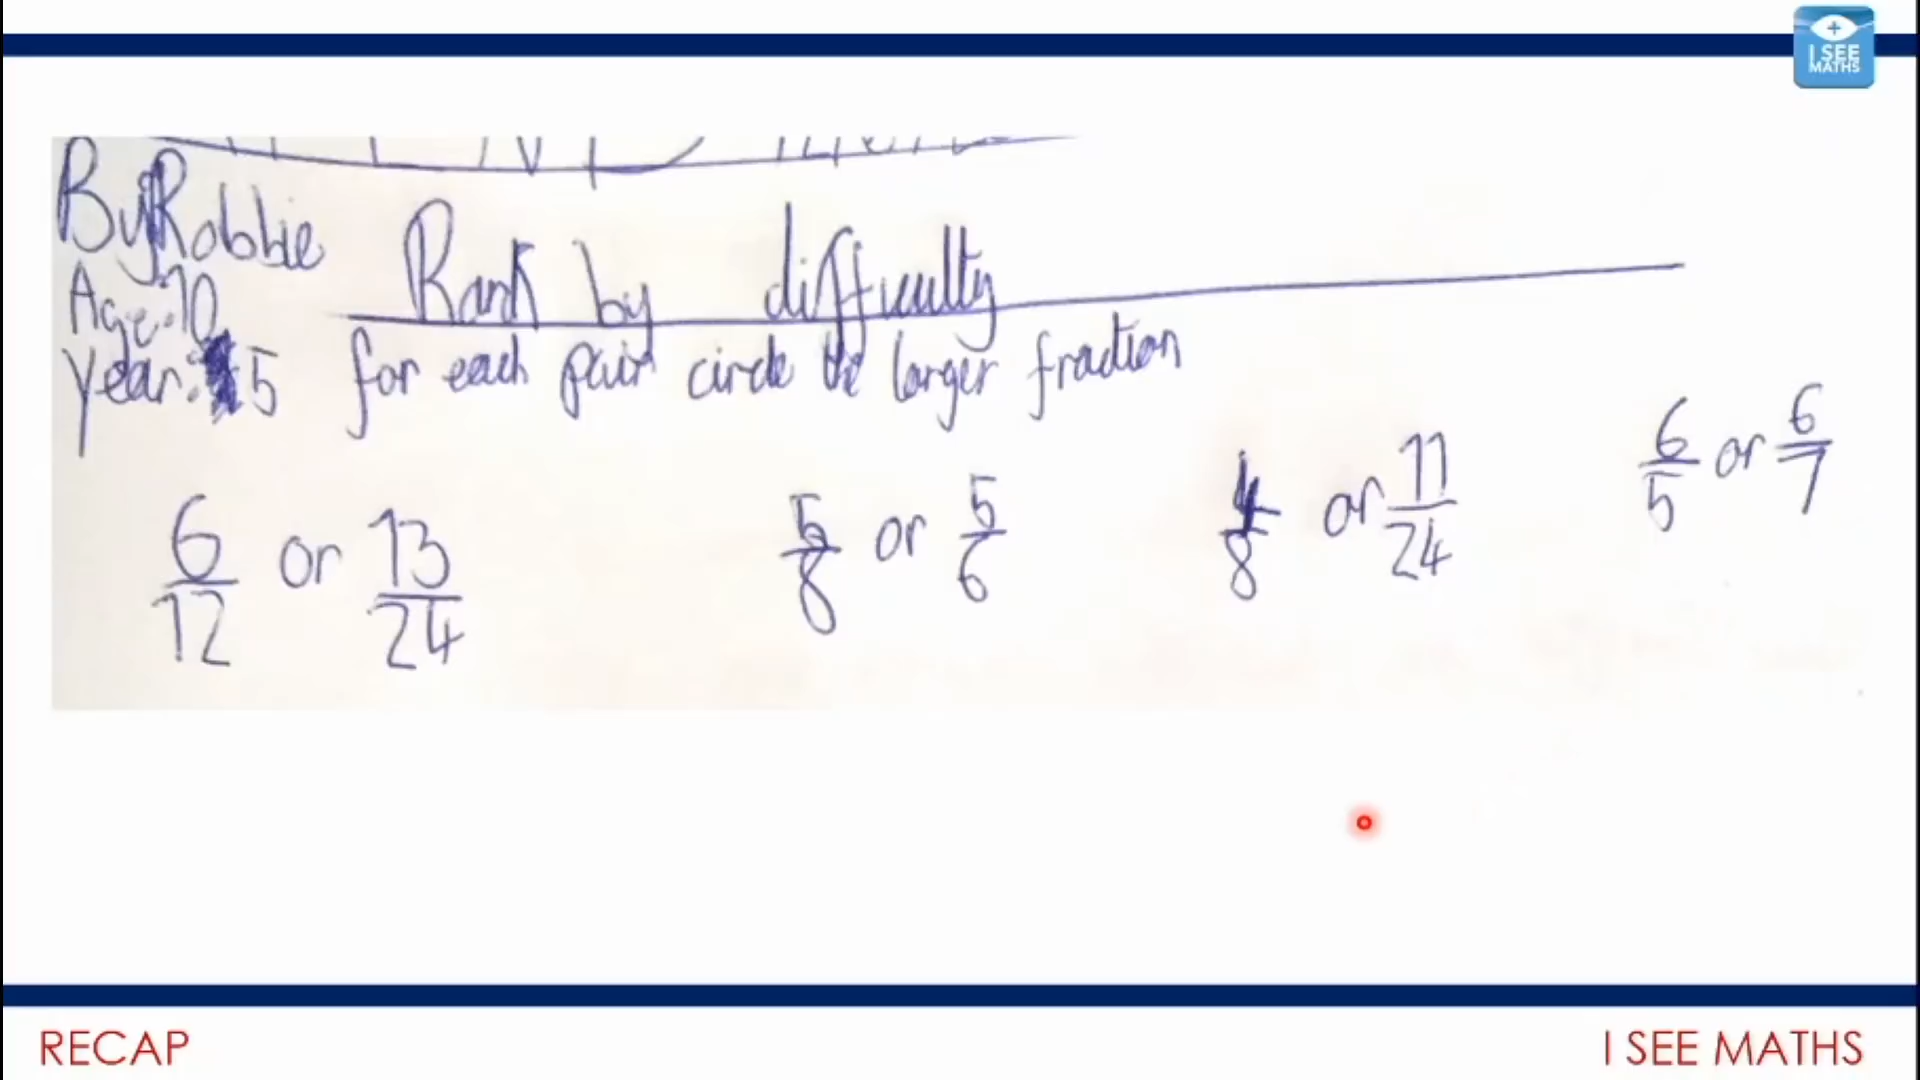 I SEE
MATHS
By Robbie
Age: 10
Year: 5
Rank by difficulty
for each pair circle the larger fraction
6/12 or 13/24
5/8 or 5/6
4/8 or 11/24
6/5 or 6/7
RECAP
I SEE MATHS